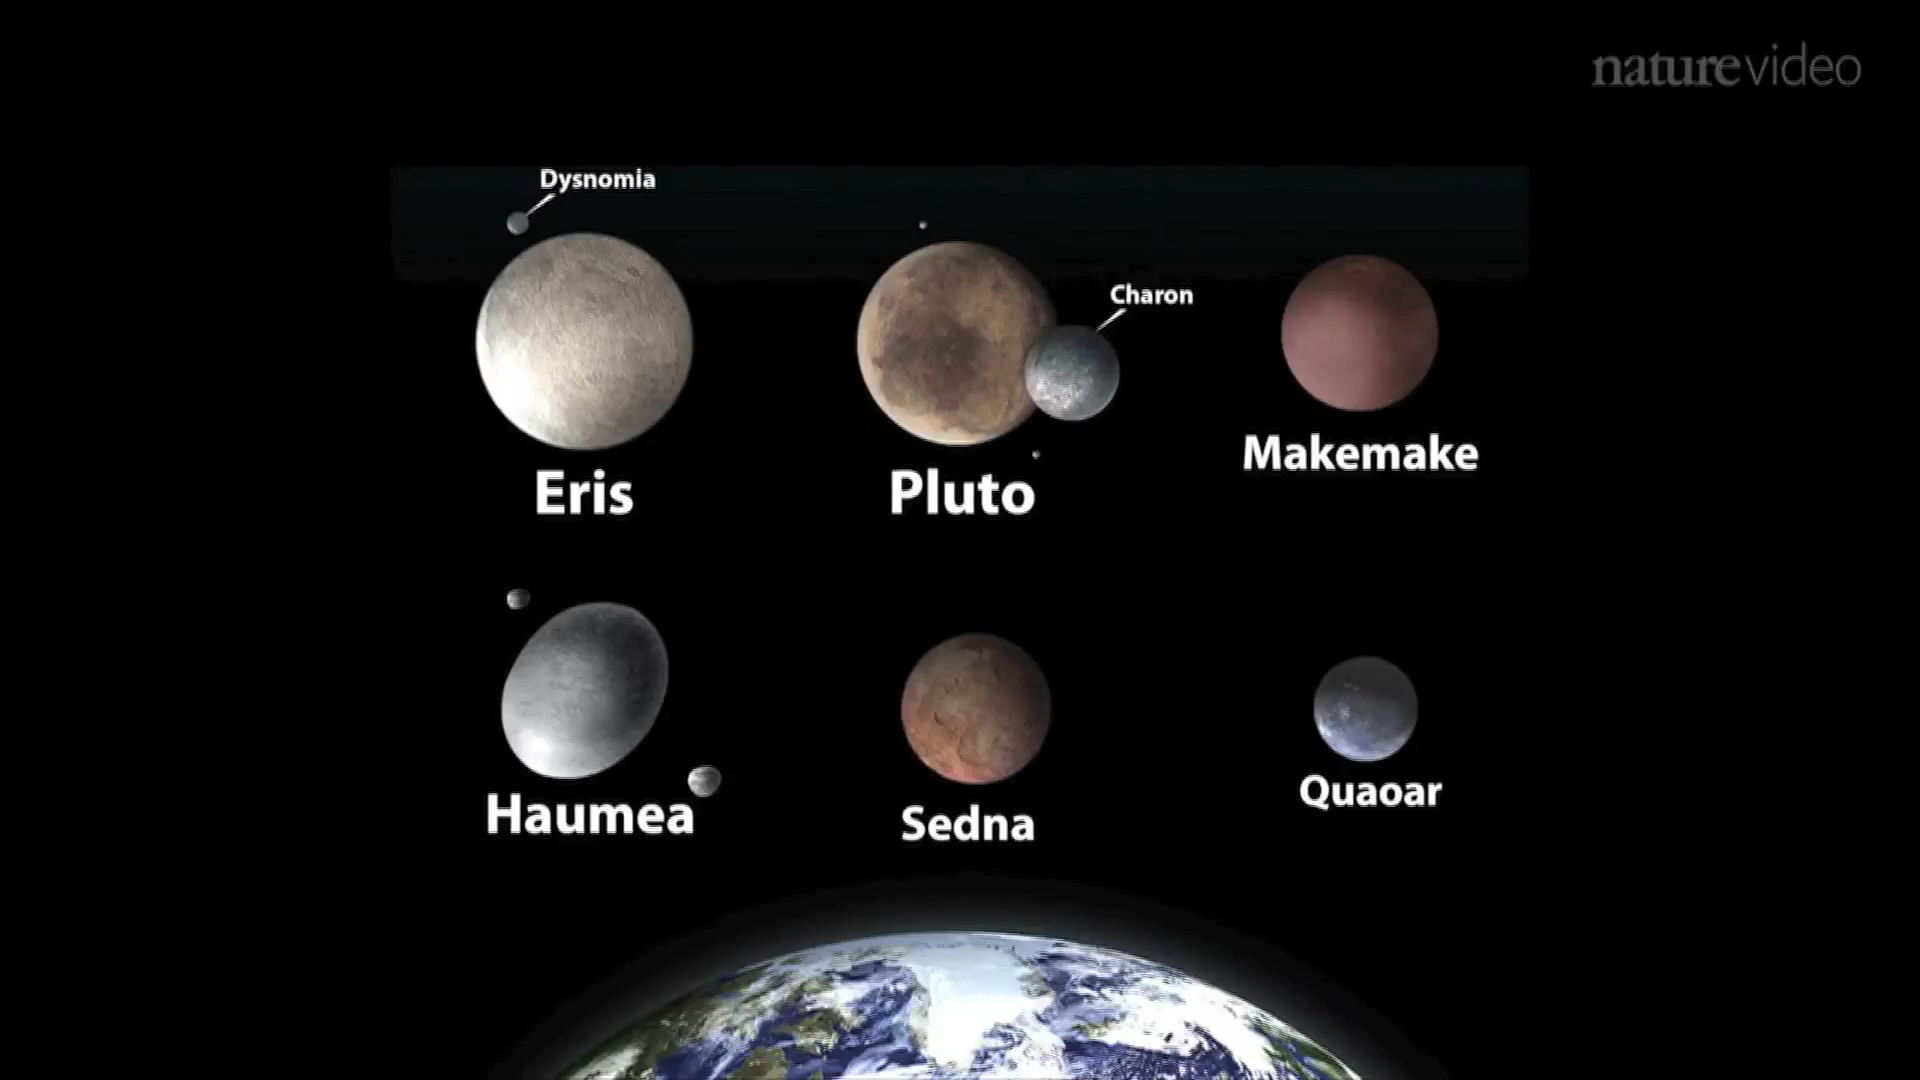 naturevideo
Dysnomia
Charon
Eris
Pluto
Makemake
Haumea
Sedna
Quaoar